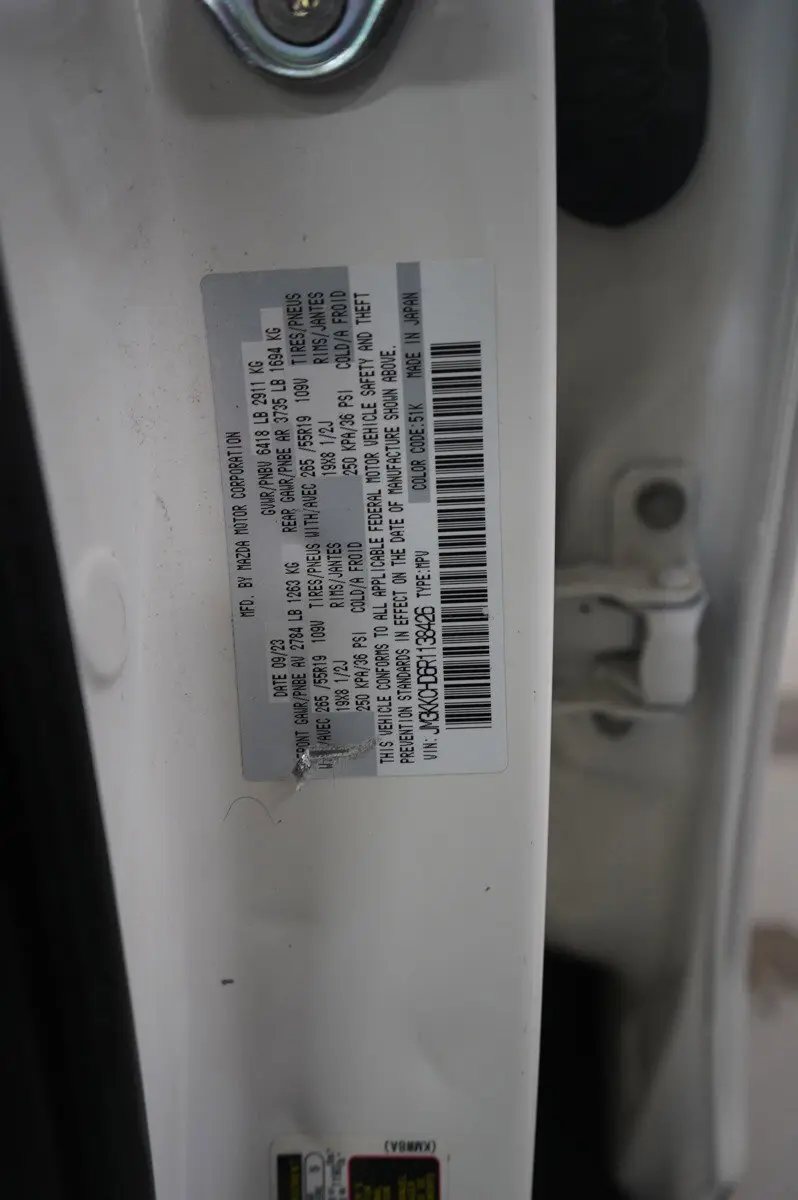 MFD. BY MAZDA MOTOR CORPORATION
DATE 09/23 GVWR/PNBV 6418 LB 2911 KG
FRONT GAWR/PNBE AV 2784 LB 1263 KG REAR GAWR/PNBE AR 3735 LB 1694 KG
/AVEC 265 /55R19 109V TIRES/PNEUS WITH/AVEC 265 /55R19 109V TIRES/PNEUS
19X8 1/2J RIMS/JANTES 19X8 1/2J RIMS/JANTES
250 KPA/36 PSI COLD/A FROID 250 KPA/36 PSI COLD/A FROID
THIS VEHICLE CONFORMS TO ALL APPLICABLE FEDERAL MOTOR VEHICLE SAFETY AND THEFT
PREVENTION STANDARDS IN EFFECT ON THE DATE OF MANUFACTURE SHOWN ABOVE.
VIN: JM3KKCHD6R1138426 TYPE:MPV COLOR CODE:51K MADE IN JAPAN
(KMW8A)